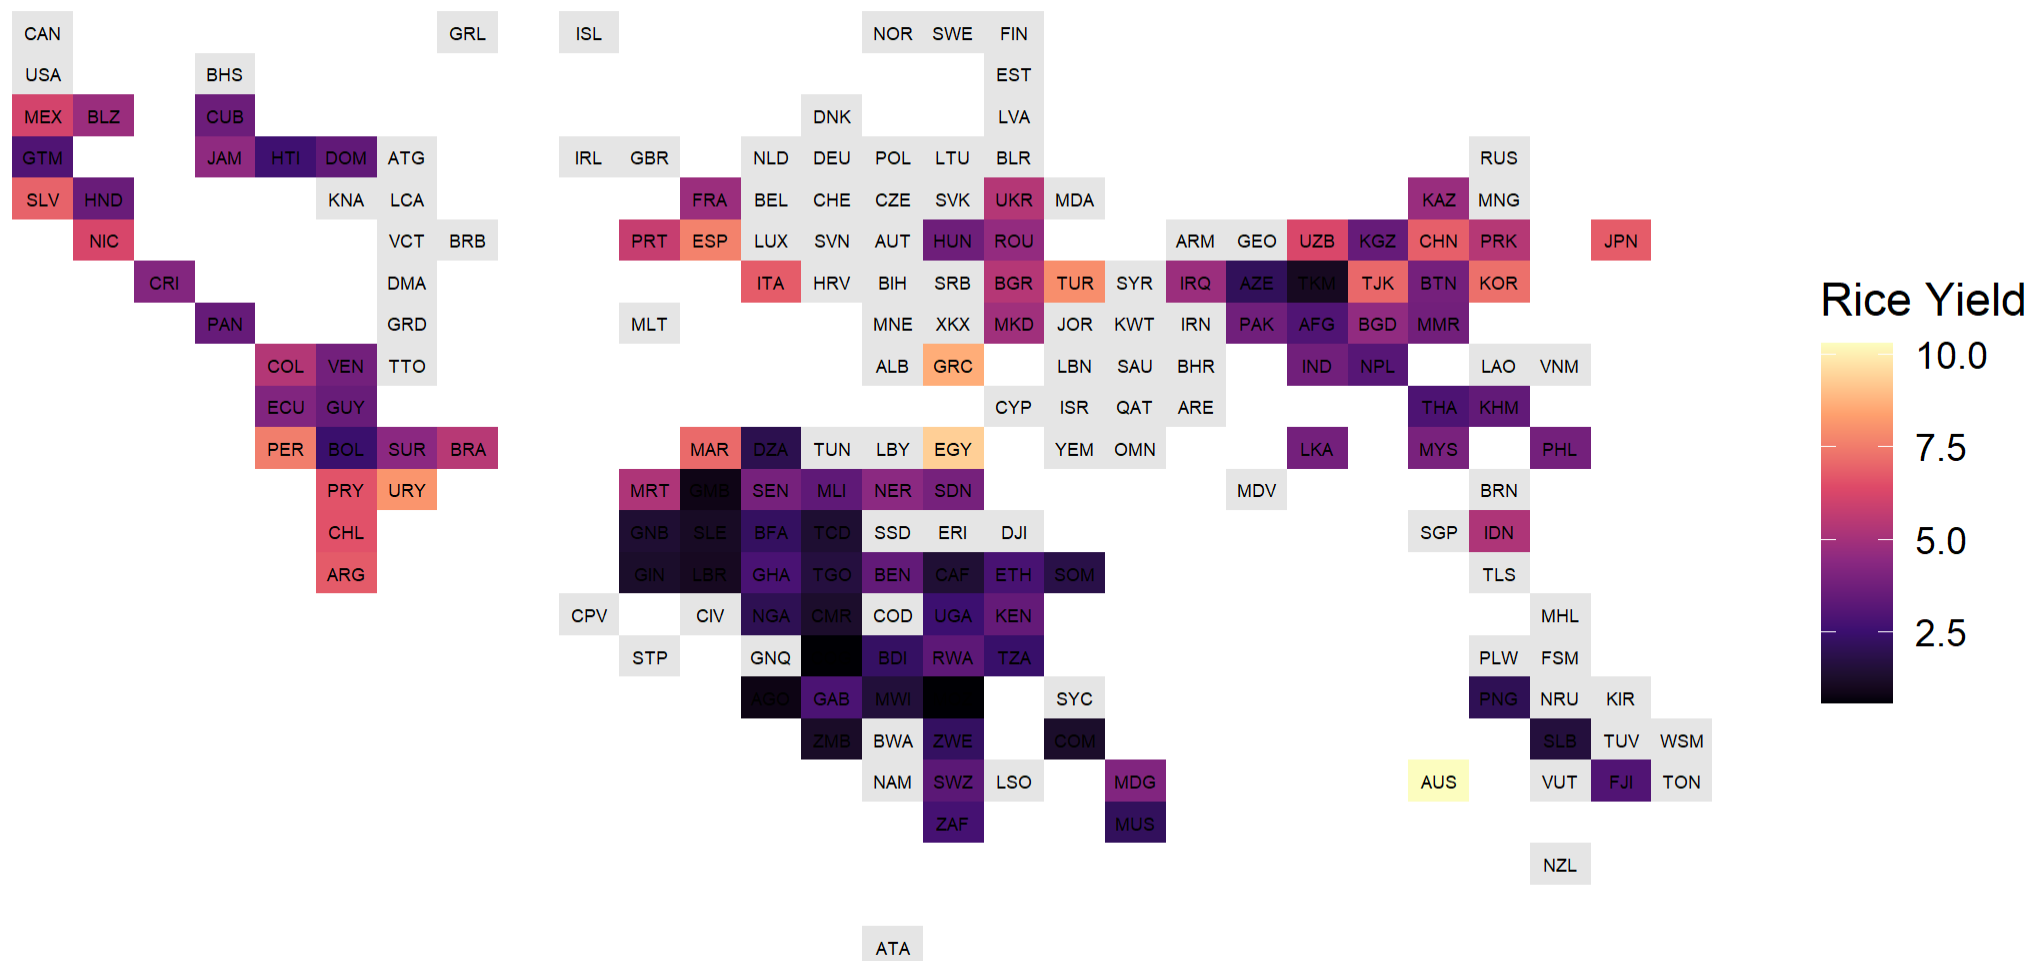 CAN GRL ISL NOR SWE FIN
USA BHS EST
MEX BLZ CUB DNK LVA
GTM JAM HTI DOM ATG IRL GBR NLD DEU POL LTU BLR RUS
SLV HND KNA LCA FRA BEL CHE CZE SVK UKR MDA KAZ MNG
NIC VCT BRB PRT ESP LUX SVN AUT HUN ROU ARM GEO UZB KGZ CHN PRK JPN
CRI DMA ITA HRV BIH SRB BGR TUR SYR IRQ AZE TKM TJK BTN KOR
PAN GRD MLT MNE XKX MKD JOR KWT IRN PAK AFG BGD MMR
COL VEN TTO ALB GRC LBN SAU BHR IND NPL LAO VNM
ECU GUY CYP ISR QAT ARE THA KHM
PER BOL SUR BRA MAR DZA TUN LBY EGY YEM OMN LKA MYS PHL
PRY URY MRT GMB SEN MLI NER SDN MDV BRN
CHL GNB SLE BFA TCD SSD ERI DJI SGP IDN
ARG GIN LBR GHA TGO BEN CAF ETH SOM TLS
CPV CIV NGA CMR COD UGA KEN MHL
STP GNQ BDI RWA TZA PLW FSM
AGO GAB MWI SYC PNG NRU KIR
ZMB BWA ZWE COM SLB TUV WSM
NAM SWZ LSO MDG AUS VUT FJI TON
ZAF MUS
NZL
ATA
Rice Yield
10.0
7.5
5.0
2.5